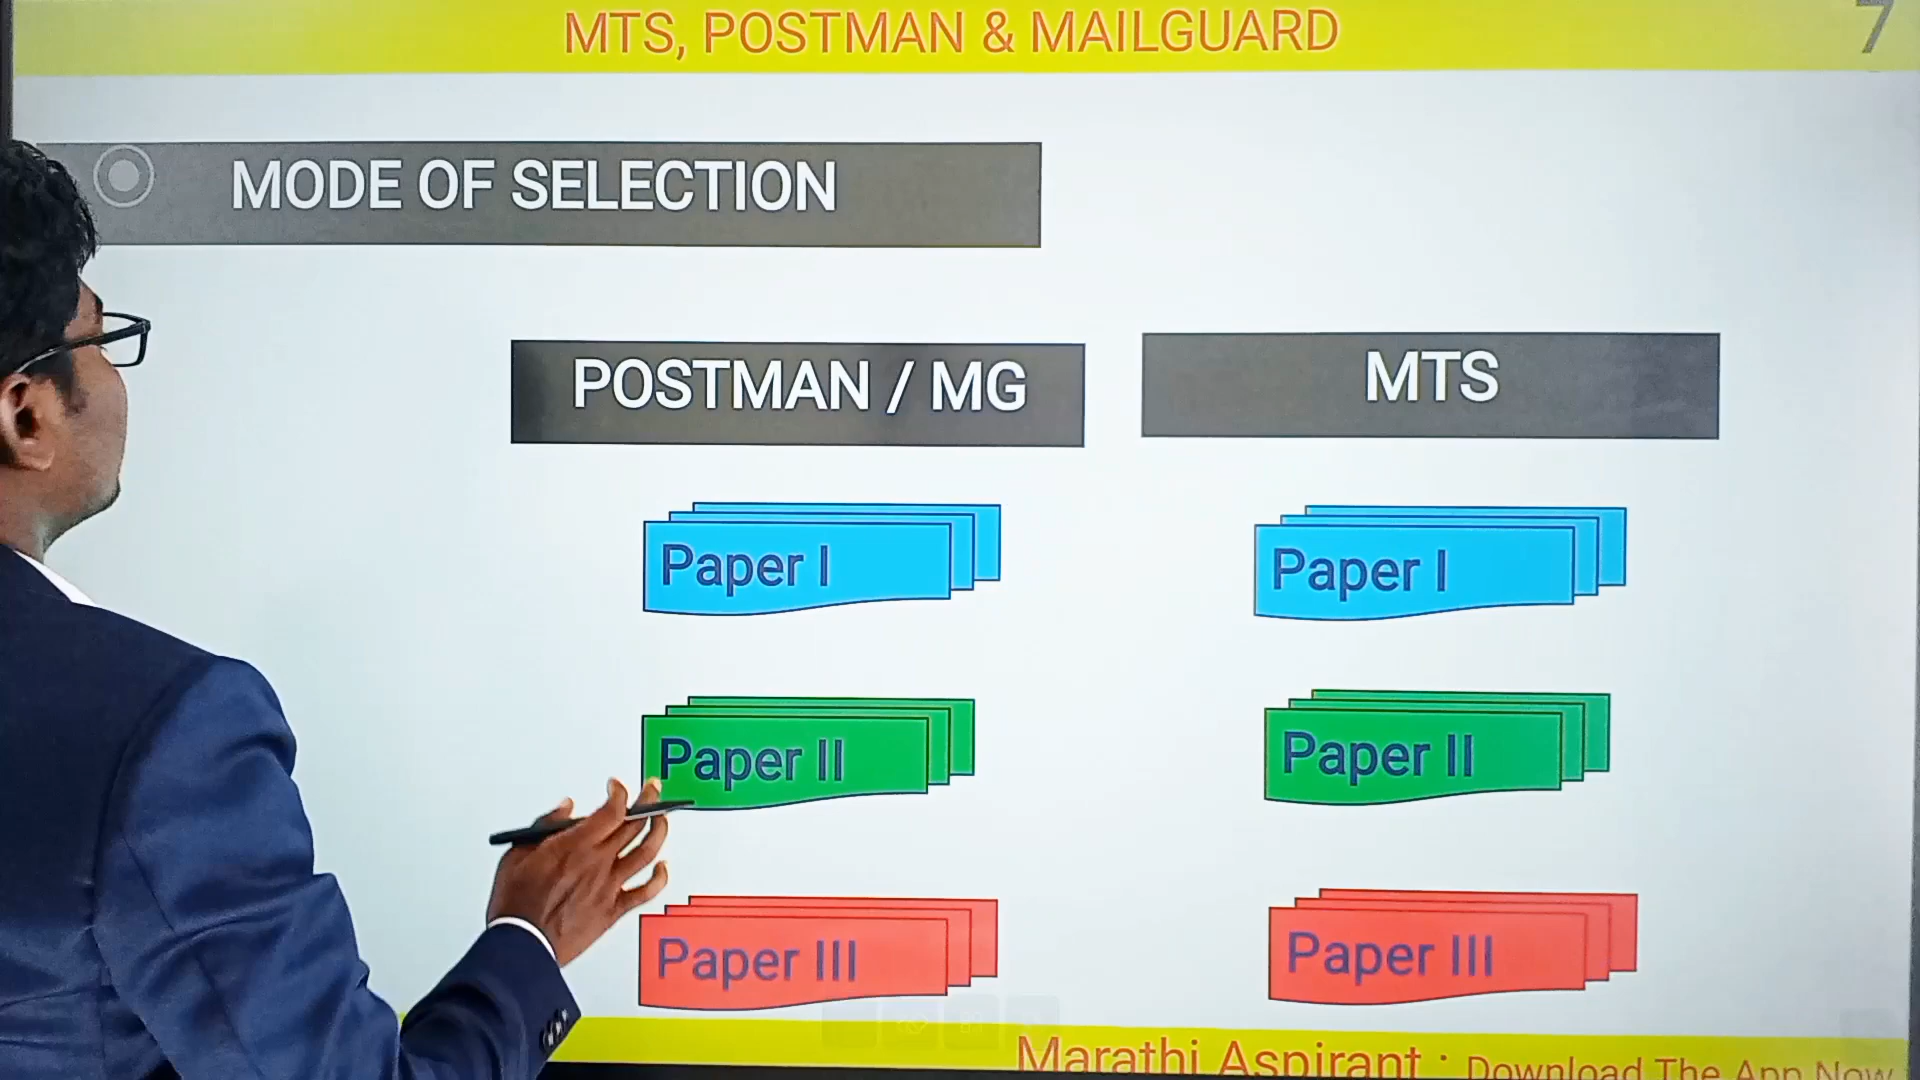 MTS, POSTMAN & MAILGUARD
7
MODE OF SELECTION
POSTMAN / MG
MTS
Paper I
Paper I
Paper II
Paper II
Paper III
Paper III
Marathi Aspirant : Download The App Now